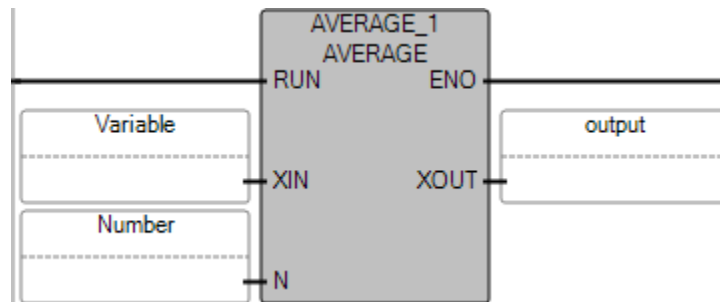 AVERAGE_1
AVERAGE
RUN ENO
Variable
output
XIN XOUT
Number
N